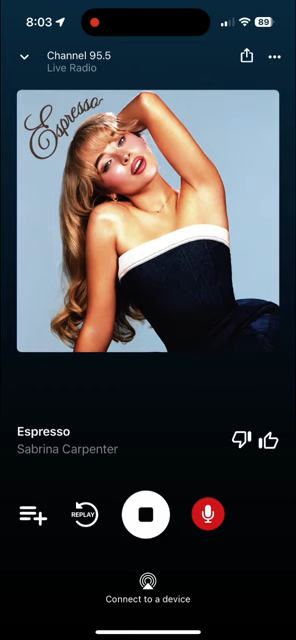 8:03
89
Channel 95.5
Live Radio
Espresso
Espresso
Sabrina Carpenter
REPLAY
Connect to a device